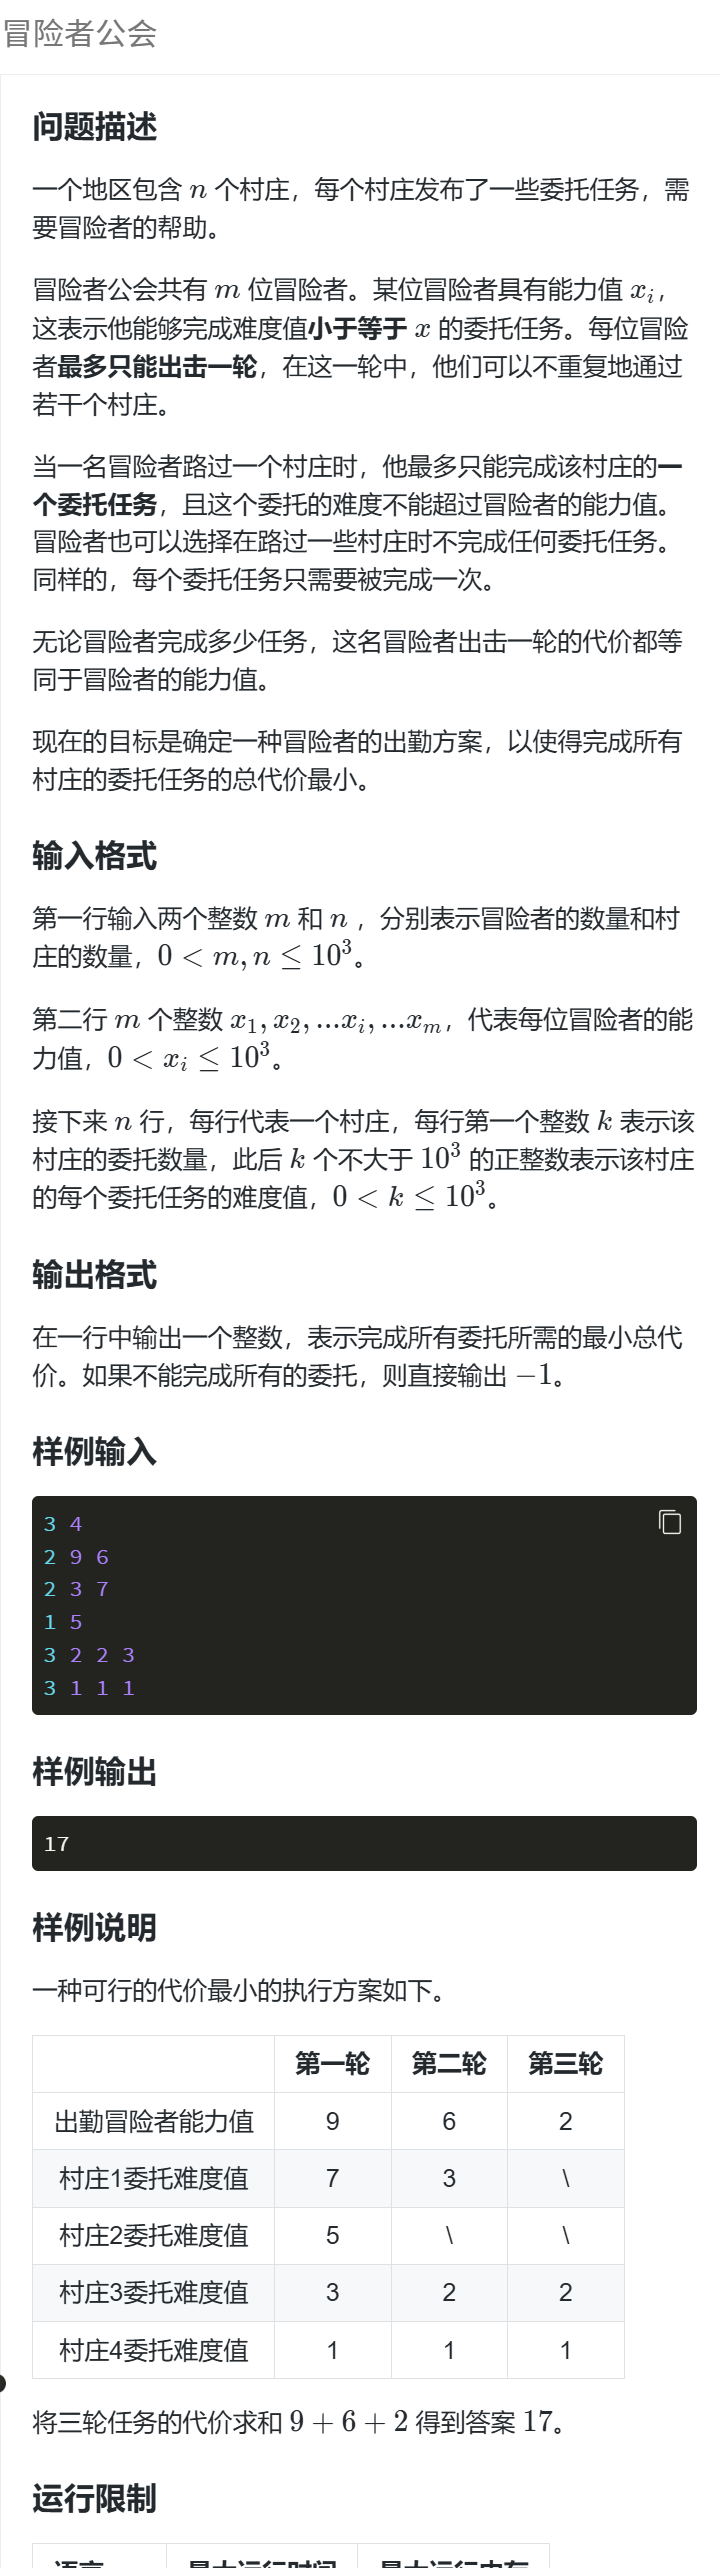 冒险者公会
问题描述
一个地区包含 n 个村庄，每个村庄发布了一些委托任务，需
要冒险者的帮助。
冒险者公会共有 m 位冒险者。某位冒险者具有能力值 x_i，
这表示他能够完成难度值小于等于 x 的委托任务。每位冒险
者最多只能出击一轮，在这一轮中，他们可以不重复地通过
若干个村庄。
当一名冒险者路过一个村庄时，他最多只能完成该村庄的一
个委托任务，且这个委托的难度不能超过冒险者的能力值。
冒险者也可以选择在路过一些村庄时不完成任何委托任务。
同样的，每个委托任务只需要被完成一次。
无论冒险者完成多少任务，这名冒险者出击一轮的代价都等
同于冒险者的能力值。
现在的目标是确定一种冒险者的出勤方案，以使得完成所有
村庄的委托任务的总代价最小。
输入格式
第一行输入两个整数 m 和 n ，分别表示冒险者的数量和村
庄的数量，0 < m, n ≤ 10³。
第二行 m 个整数 x₁, x₂, ...x_i, ...x_m，代表每位冒险者的能
力值，0 < x_i ≤ 10³。
接下来 n 行，每行代表一个村庄，每行第一个整数 k 表示该
村庄的委托数量，此后 k 个不大于 10³ 的正整数表示该村庄
的每个委托任务的难度值，0 < k ≤ 10³。
输出格式
在一行中输出一个整数，表示完成所有委托所需的最小总代
价。如果不能完成所有的委托，则直接输出 −1。
样例输入
3 4
2 9 6
2 3 7
1 5
3 2 2 3
3 1 1 1
样例输出
17
样例说明
一种可行的代价最小的执行方案如下。
第一轮 第二轮 第三轮
出勤冒险者能力值 9 6 2
村庄1委托难度值 7 3 \
村庄2委托难度值 5 \ \
村庄3委托难度值 3 2 2
村庄4委托难度值 1 1 1
将三轮任务的代价求和 9 + 6 + 2 得到答案 17。
运行限制
语言 最大运行时间 最大运行内存